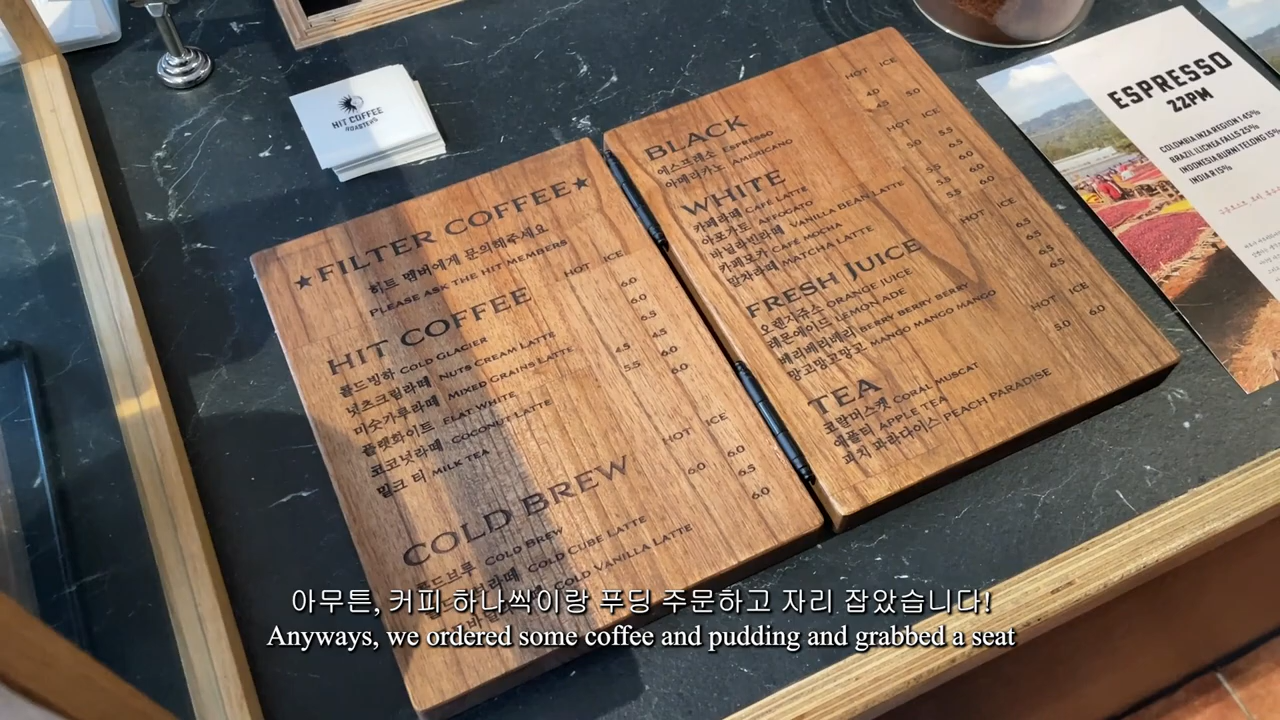 HIT COFFEE
ROASTERS
★FILTER COFFEE★
히트 멤버에게 문의해주세요
PLEASE ASK THE HIT MEMBERS
HIT COFFEE HOT ICE
콜드빙하 COLD GLACIER 6.0
넛츠크림라떼 NUTS CREAM LATTE 6.0
미숫가루라떼 MIXED GRAINS LATTE 6.5
플랫화이트 FLAT WHITE 4.5 4.5
코코넛라떼 COCONUT LATTE 5.5 6.0
밀크 티 MILK TEA 6.0
COLD BREW HOT ICE
콜드브루 COLD BREW 6.0 6.0
COLD CUBE LATTE 6.5
COLD VANILLA LATTE 6.0
BLACK HOT ICE
에스프레소 ESPRESSO 4.0
아메리카노 AMERICANO 4.5 5.0
WHITE HOT ICE
카페라떼 CAFÉ LATTE 5.0 5.5
아포가토 AFFOGATO 6.0
바닐라빈라떼 VANILLA BEAN LATTE 5.5 6.0
카페모카 CAFÉ MOCHA 5.5 6.0
말차라떼 MATCHA LATTE 5.5 6.0
FRESH JUICE HOT ICE
오렌지쥬스 ORANGE JUICE 6.5
레몬에이드 LEMON ADE 6.5
베리베리베리 BERRY BERRY BERRY 6.5
망고망고망고 MANGO MANGO MANGO 6.5
TEA HOT ICE
코랄머스캣 CORAL MUSCAT 5.0 6.0
애플티 APPLE TEA
피치 파라다이스 PEACH PARADISE
ESPRESSO
22PM
COLOMBIA INZA REGION 1 45%
BRAZIL ILICNEA FALLS 25%
INDONESIA BURNI TELONG 15%
INDIA R 15%
아무튼, 커피 하나씩이랑 푸딩 주문하고 자리 잡았습니다!
Anyways, we ordered some coffee and pudding and grabbed a seat